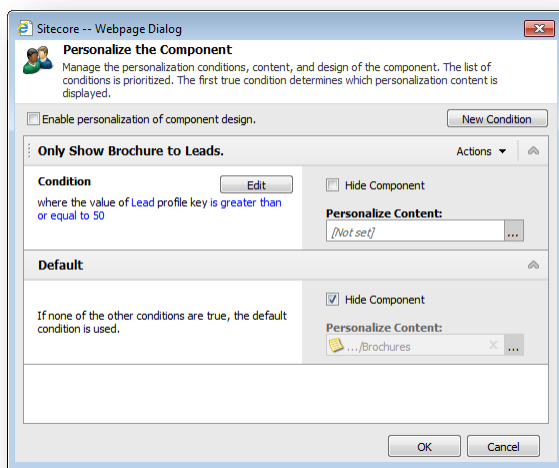 Sitecore -- Webpage Dialog
Personalize the Component
Manage the personalization conditions, content, and design of the component. The list of
conditions is prioritized. The first true condition determines which personalization content is
displayed.
Enable personalization of component design.
New Condition
Only Show Brochure to Leads.
Actions
Condition
Edit
where the value of Lead profile key is greater than
or equal to 50
Hide Component
Personalize Content:
[Not set]
...
Default
If none of the other conditions are true, the default
condition is used.
Hide Component
Personalize Content:
.../Brochures
...
OK
Cancel